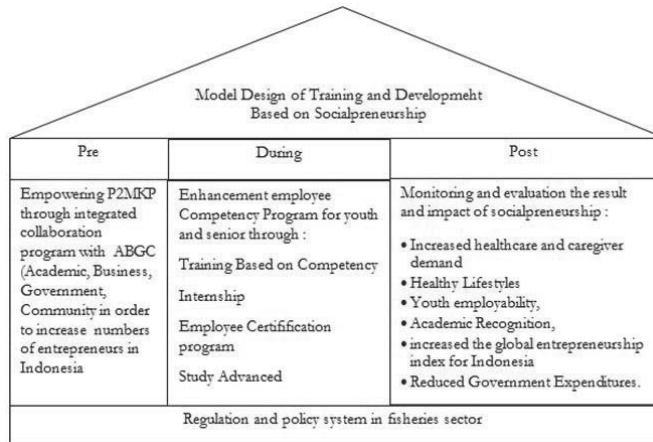 Model Design of Training and Developmeht
Based on Socialpreneurship
Pre
During
Post
Empowering P2MKP
through integrated
collaboration
program with ABGC
(Academic, Business,
Government,
Community in order
to increase numbers
of entrepreneurs in
Indonesia
Enhancement employee
Competency Program for youth
and senior through :
Training Based on Competency
Internship
Employee Certifification
program
Study Advanced
Monitoring and evaluation the result
and impact of socialpreneurship :
• Increased healthcare and caregiver
demand
• Healthy Lifestyles
• Youth employability,
• Academic Recognition,
• increased the global entrepreneurship
index for Indonesia
• Reduced Government Expenditures.
Regulation and policy system in fisheries sector